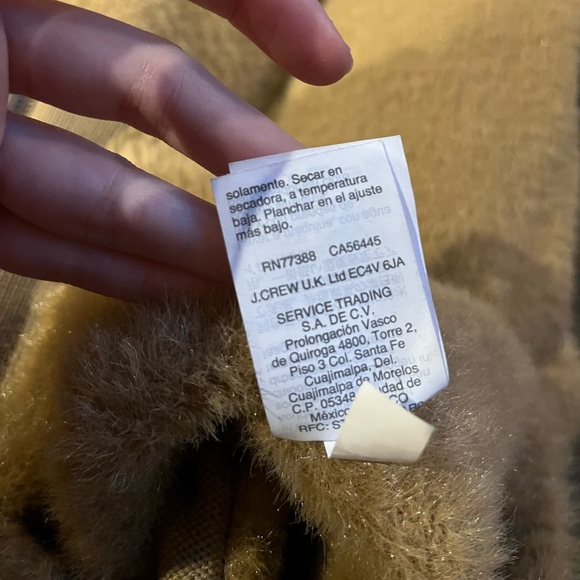 solamente. Secar en
secadora, a temperatura
baja. Planchar en el ajuste
más bajo.
RN77388 CA56445
J.CREW U.K. Ltd EC4V 6JA
SERVICE TRADING
S.A. DE C.V.
Prolongación Vasco
de Quiroga 4800, Torre 2,
Piso 3 Col. Santa Fe
Cuajimalpa, Del.
Cuajimalpa de Morelos
C.P. 05348
México
RFC: